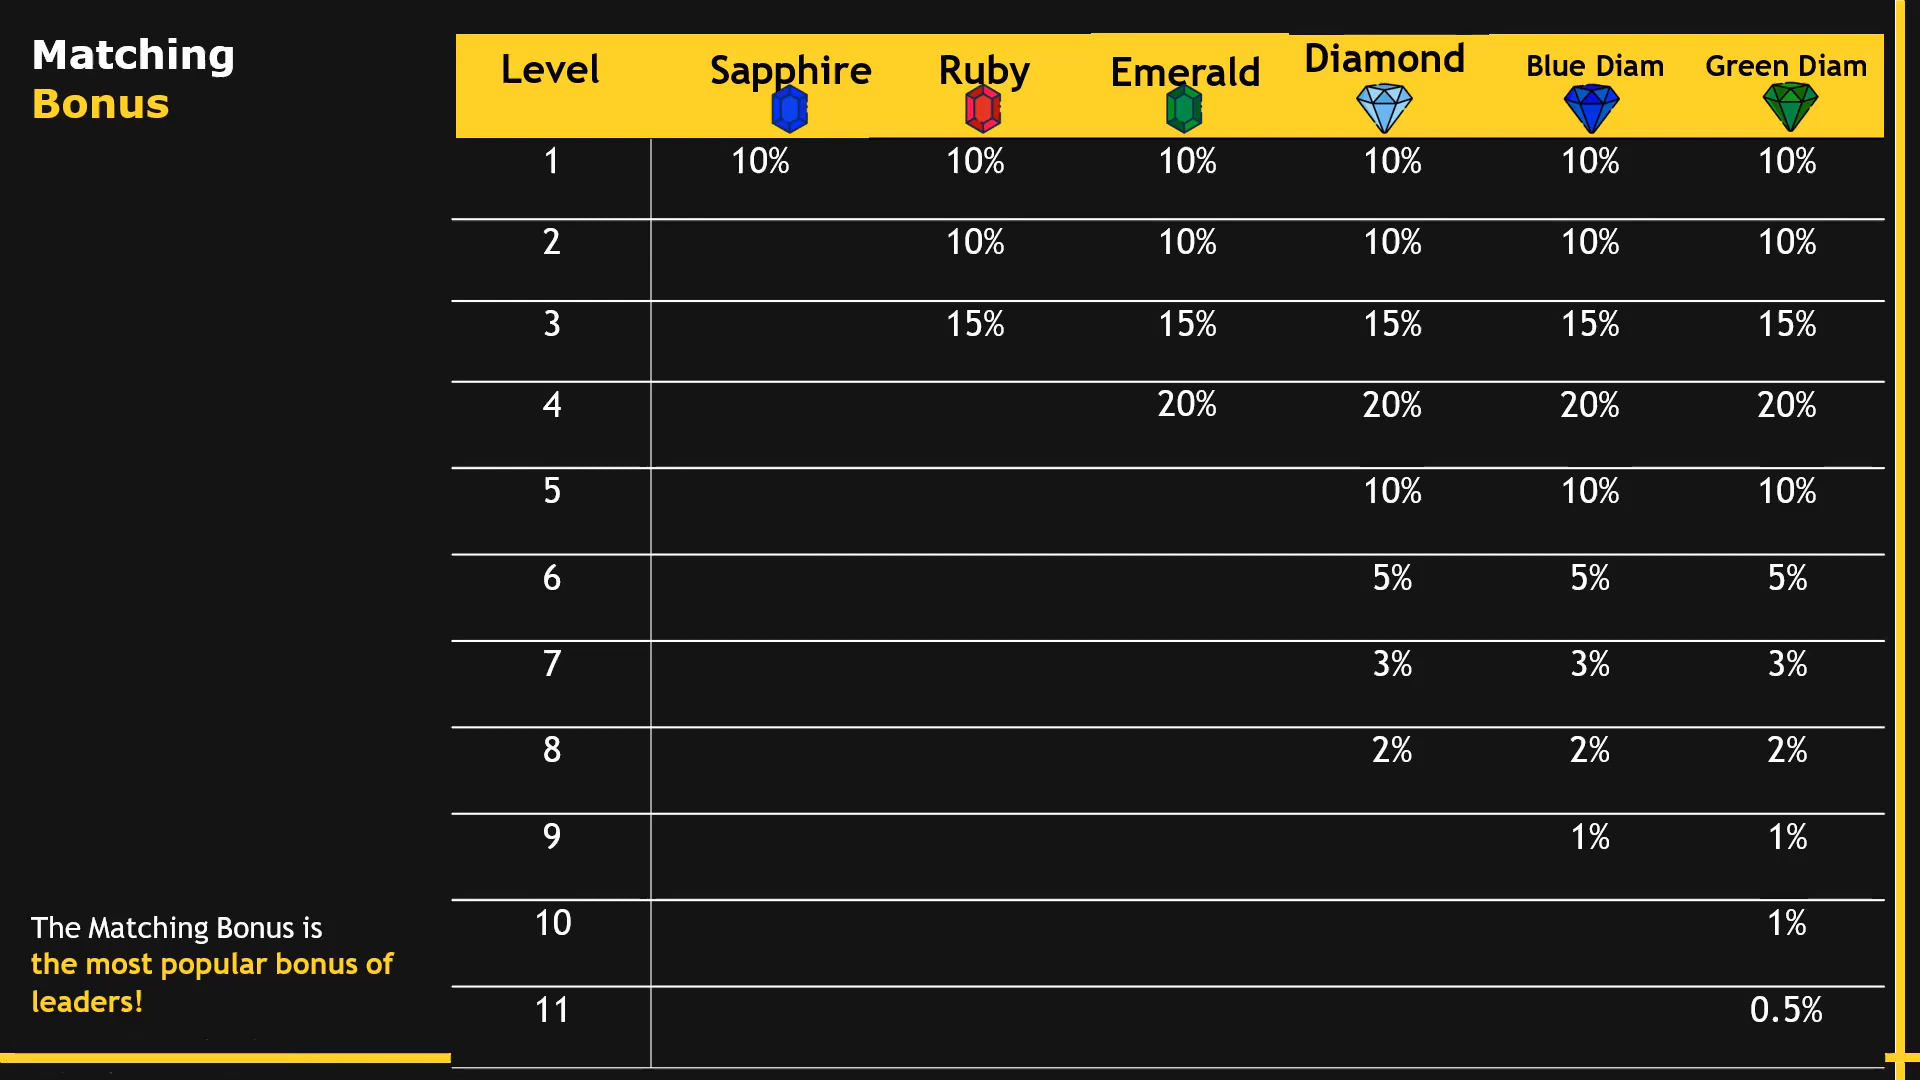 Matching
Bonus
Level Sapphire Ruby Emerald Diamond Blue Diam Green Diam
1 10% 10% 10% 10% 10% 10%
2 10% 10% 10% 10% 10%
3 15% 15% 15% 15% 15%
4 20% 20% 20% 20%
5 10% 10% 10%
6 5% 5% 5%
7 3% 3% 3%
8 2% 2% 2%
9 1% 1%
10 1%
11 0.5%
The Matching Bonus is
the most popular bonus of
leaders!